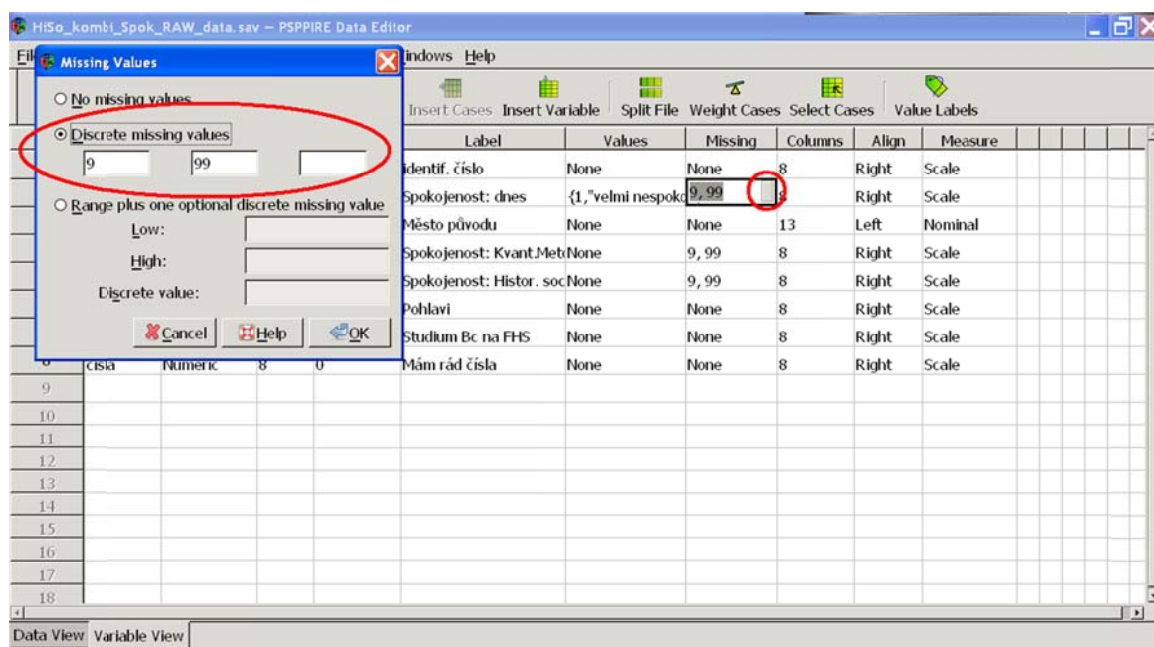 HiSo_kombi_Spok_RAW_data.sav — PSPPIRE Data Editor
Missing Values
indows Help
No missing values
Insert Cases Insert Variable Split File Weight Cases Select Cases Value Labels
Discrete missing values
9 99
Range plus one optional discrete missing value
Low:
High:
Discrete value:
Cancel Help OK
Label Values Missing Columns Align Measure
identif. číslo None None 8 Right Scale
Spokojenost: dnes {1,"velmi nespoko 9,99 8 Right Scale
Město původu None None 13 Left Nominal
Spokojenost: Kvant.Met None 9,99 8 Right Scale
Spokojenost: Histor. soc None 9,99 8 Right Scale
Pohlavi None None 8 Right Scale
Studium Bc na FHS None None 8 Right Scale
8 cisla Numeric 8 0 Mám rád čísla None None 8 Right Scale
9
10
11
12
13
14
15
16
17
18
Data View Variable View